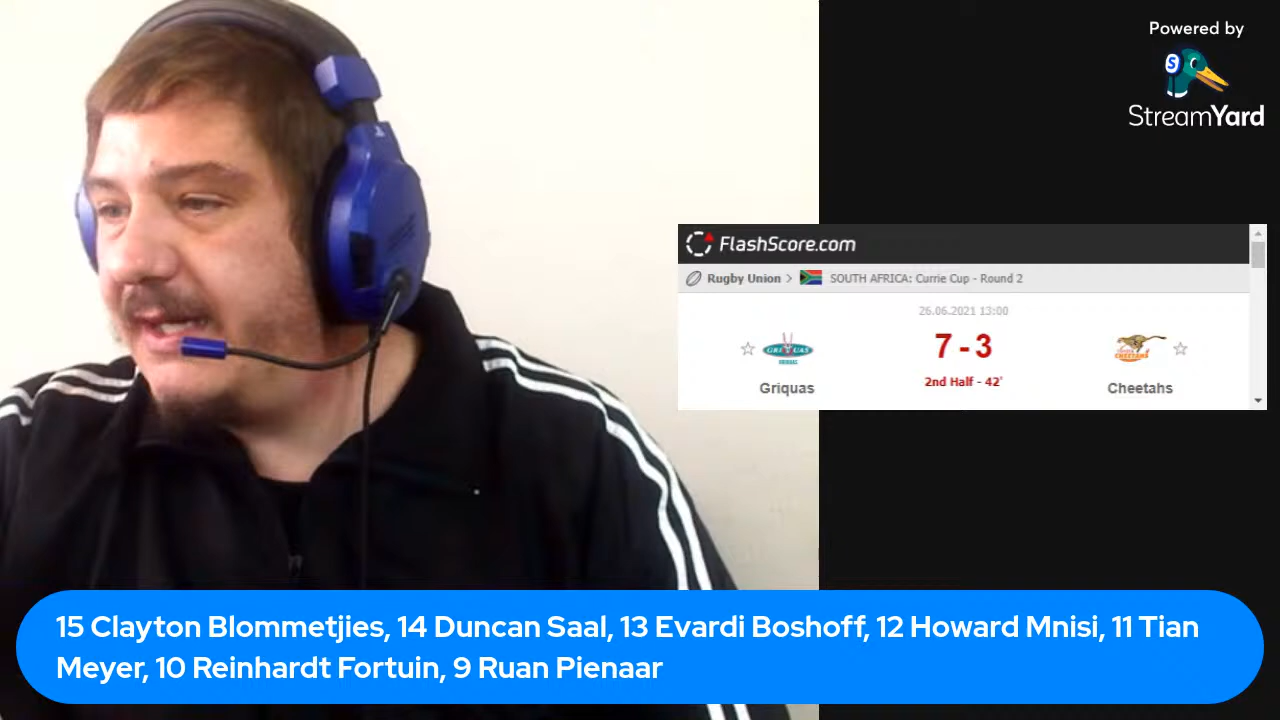 Powered by
StreamYard
FlashScore.com
Rugby Union > SOUTH AFRICA: Currie Cup - Round 2
26.06.2021 13:00
7 - 3
2nd Half - 42'
Griquas
Cheetahs
15 Clayton Blommetjies, 14 Duncan Saal, 13 Evardi Boshoff, 12 Howard Mnisi, 11 Tian
Meyer, 10 Reinhardt Fortuin, 9 Ruan Pienaar